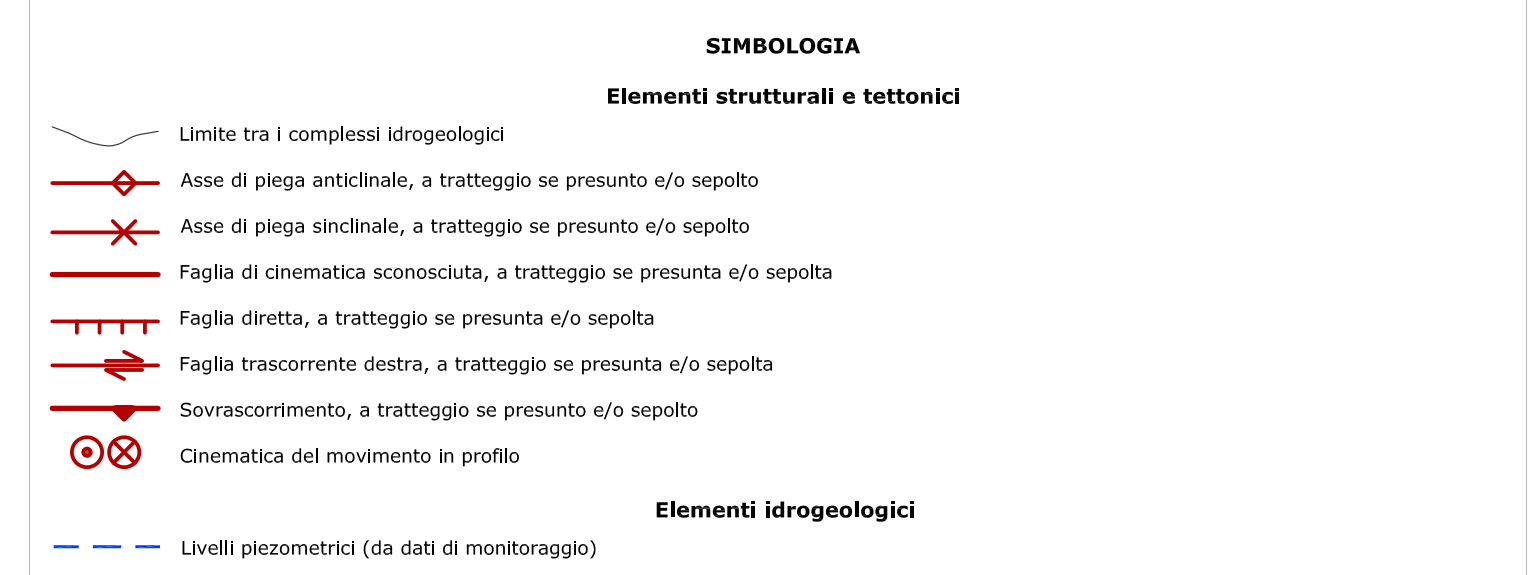 SIMBOLOGIA
Elementi strutturali e tettonici
Limite tra i complessi idrogeologici
Asse di piega anticlinale, a tratteggio se presunto e/o sepolto
Asse di piega sinclinale, a tratteggio se presunto e/o sepolto
Faglia di cinematica sconosciuta, a tratteggio se presunta e/o sepolta
Faglia diretta, a tratteggio se presunta e/o sepolta
Faglia trascorrente destra, a tratteggio se presunta e/o sepolta
Sovrascorrimento, a tratteggio se presunto e/o sepolto
Cinematica del movimento in profilo
Elementi idrogeologici
Livelli piezometrici (da dati di monitoraggio)